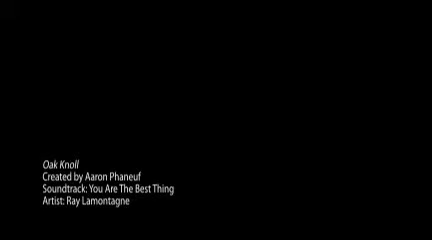 Oak Knoll
Created by Aaron Phaneuf
Soundtrack: You Are The Best Thing
Artist: Ray Lamontagne